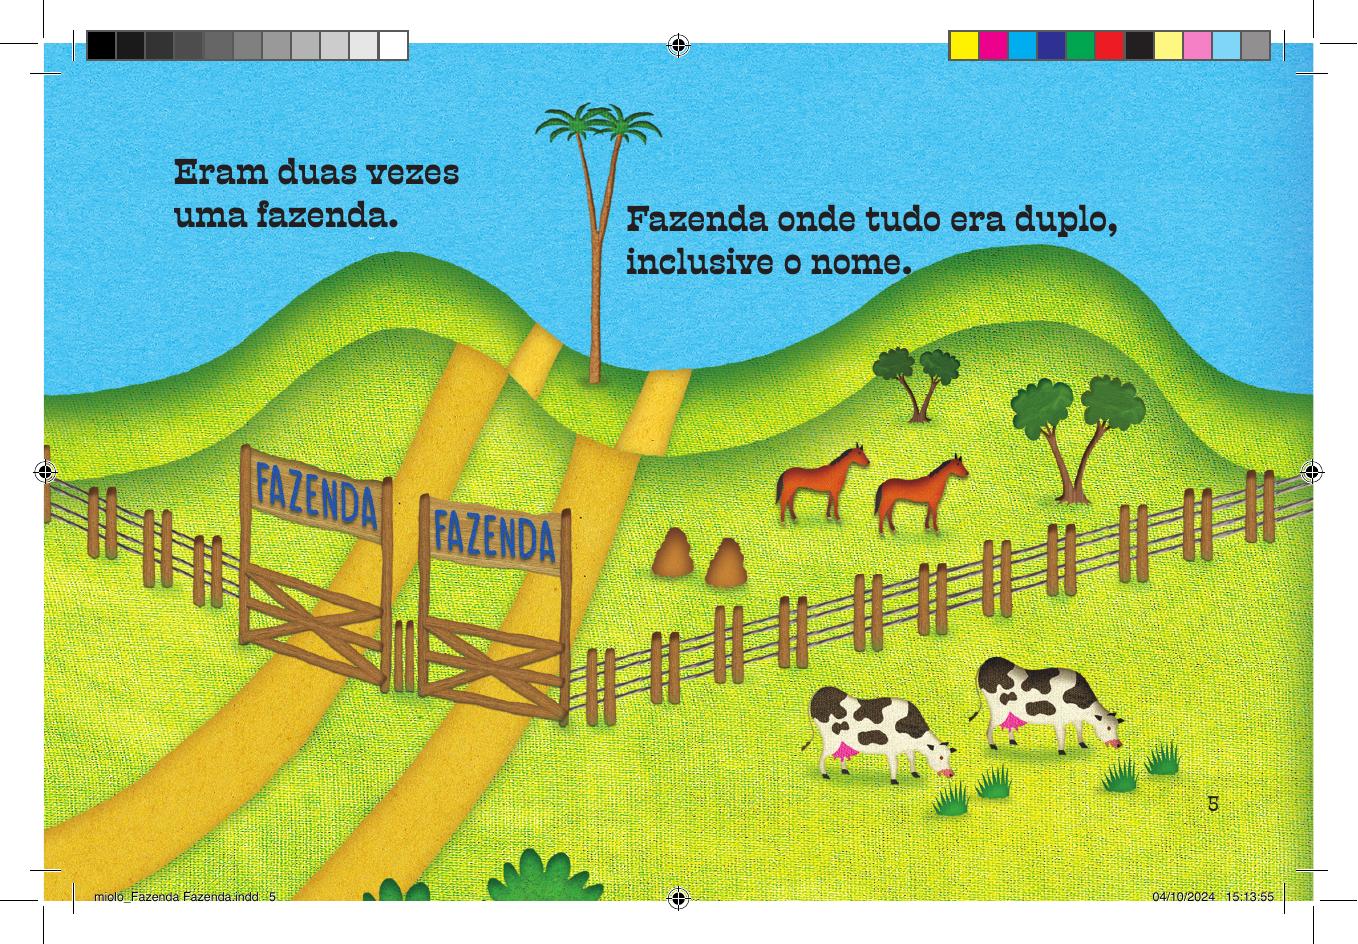 Eram duas vezes
uma fazenda.
Fazenda onde tudo era duplo,
inclusive o nome.
FAZENDA
FAZENDA
5
miolo_Fazenda Fazenda.indd   5
04/10/2024   15:13:55